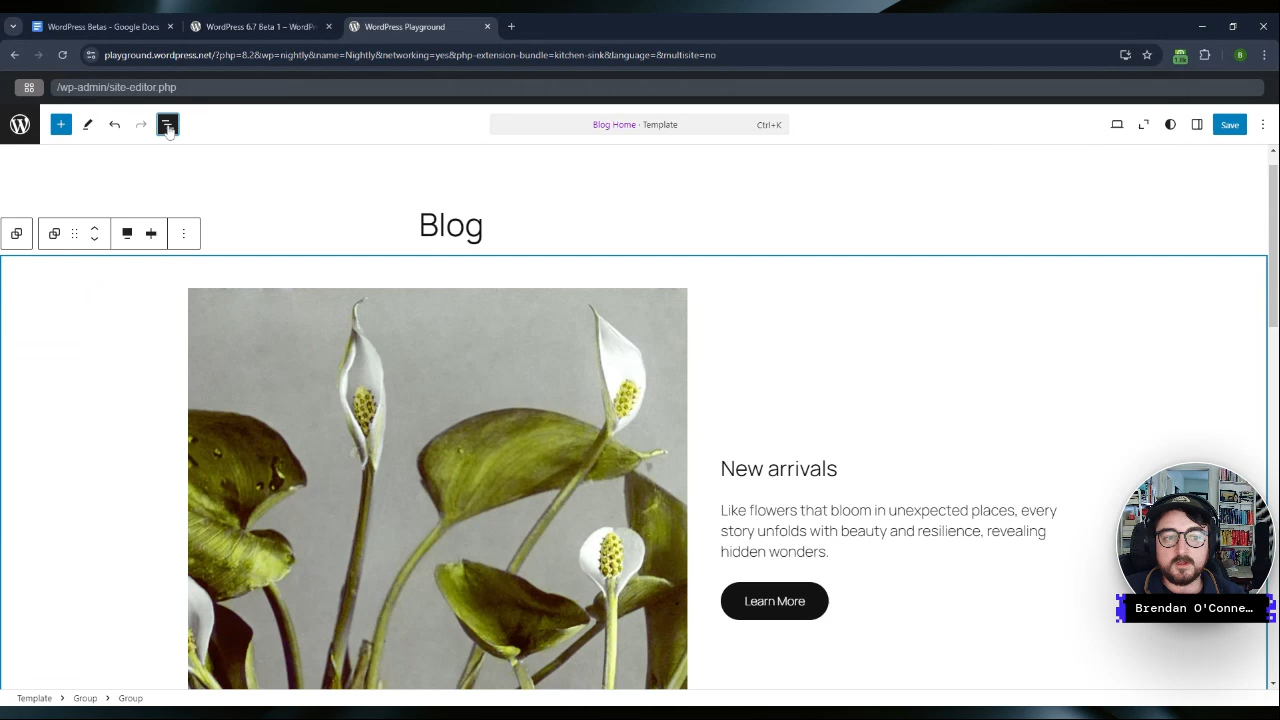 WordPress Betas - Google Docs
WordPress 6.7 Beta 1 – WordPr
WordPress Playground
playground.wordpress.net/?php=8.2&wp=nightly&name=Nightly&networking=yes&php-extension-bundle=kitchen-sink&language=&multisite=no
1.8k
B
/wp-admin/site-editor.php
Blog Home · Template
Ctrl+K
Save
Blog
New arrivals
Like flowers that bloom in unexpected places, every
story unfolds with beauty and resilience, revealing
hidden wonders.
Learn More
Brendan O'Conne…
Template > Group > Group